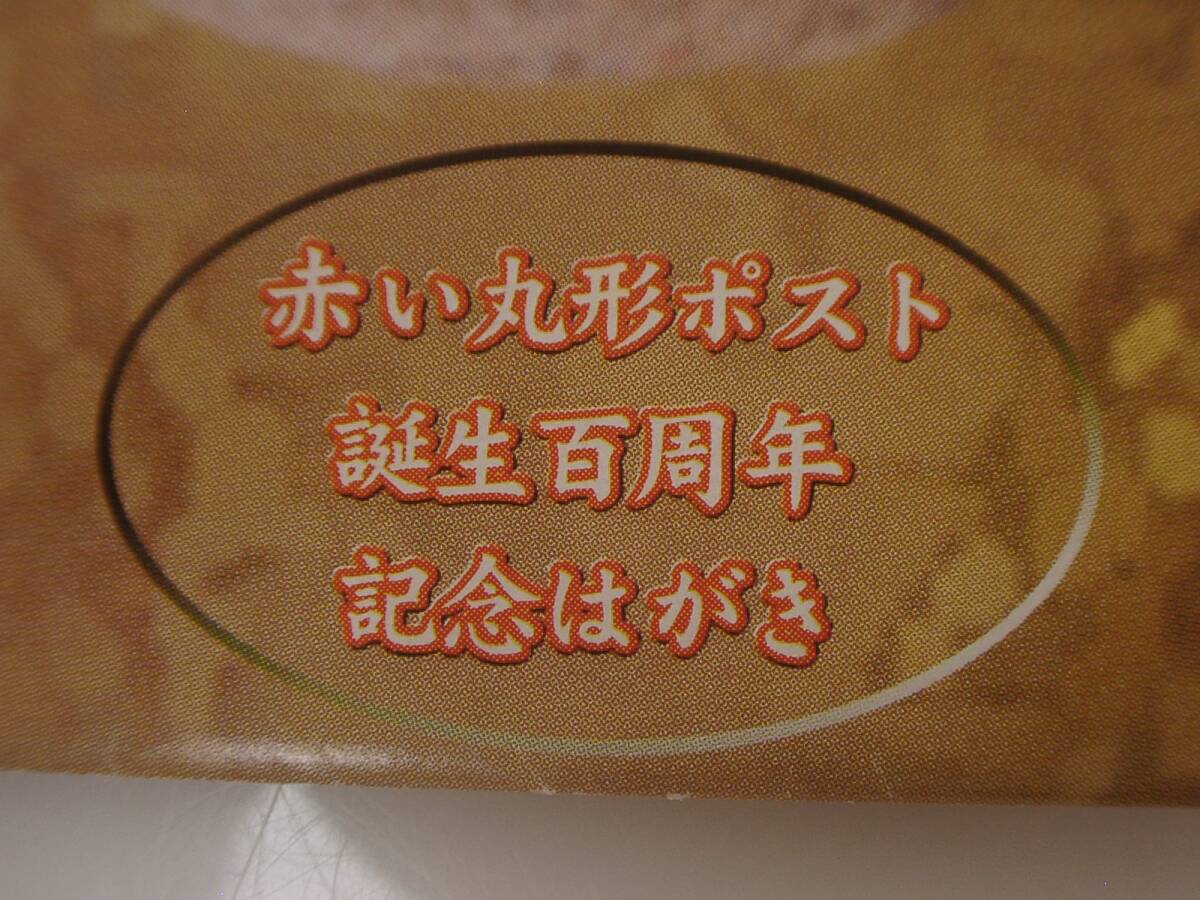 赤い丸形ポスト
誕生百周年
記念はがき